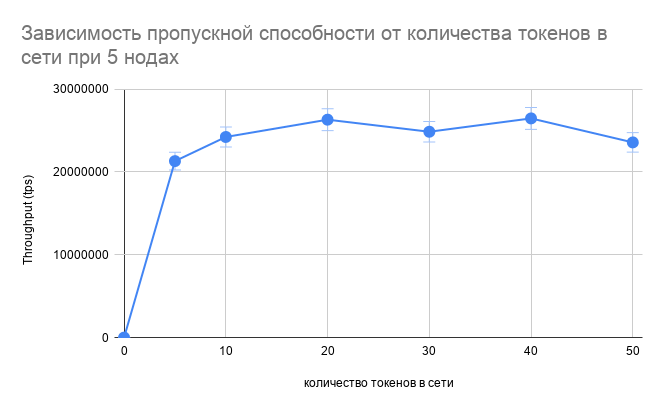 Зависимость пропускной способности от количества токенов в
сети при 5 нодах
30000000
20000000
10000000
0
Throughput (tps)
0 10 20 30 40 50
количество токенов в сети